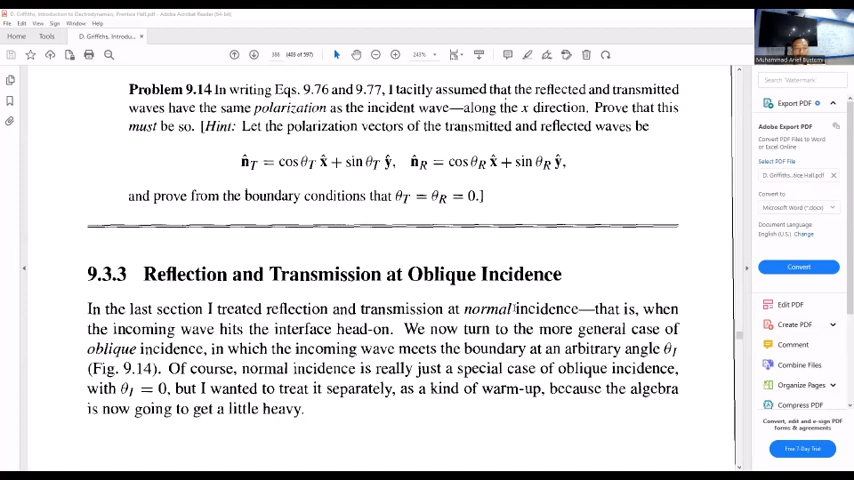 D. Griffiths, Introduction to Electrodynamics, Prentice Hall.pdf - Adobe Acrobat Reader (64-bit)
File Edit View Sign Window Help
Home Tools D. Griffiths, Introdu... ×
386 (403 of 597) 243%
Muhammad Arief Bustomi
Problem 9.14 In writing Eqs. 9.76 and 9.77, I tacitly assumed that the reflected and transmitted
waves have the same polarization as the incident wave—along the x direction. Prove that this
must be so. [Hint: Let the polarization vectors of the transmitted and reflected waves be
n̂T = cos θT x̂ + sin θT ŷ, n̂R = cos θR x̂ + sin θR ŷ,
and prove from the boundary conditions that θT = θR = 0.]
9.3.3 Reflection and Transmission at Oblique Incidence
In the last section I treated reflection and transmission at normal incidence—that is, when
the incoming wave hits the interface head-on. We now turn to the more general case of
oblique incidence, in which the incoming wave meets the boundary at an arbitrary angle θI
(Fig. 9.14). Of course, normal incidence is really just a special case of oblique incidence,
with θI = 0, but I wanted to treat it separately, as a kind of warm-up, because the algebra
is now going to get a little heavy.
Search 'Watermark'
Export PDF
Adobe Export PDF
Convert PDF Files to Word
or Excel Online
Select PDF File
D. Griffiths...tice Hall.pdf ×
Convert to
Microsoft Word (*.docx)
Document Language:
English (U.S.) Change
Convert
Edit PDF
Create PDF
Comment
Combine Files
Organize Pages
Compress PDF
Convert, edit and e-sign PDF
forms & agreements
Free 7-Day Trial